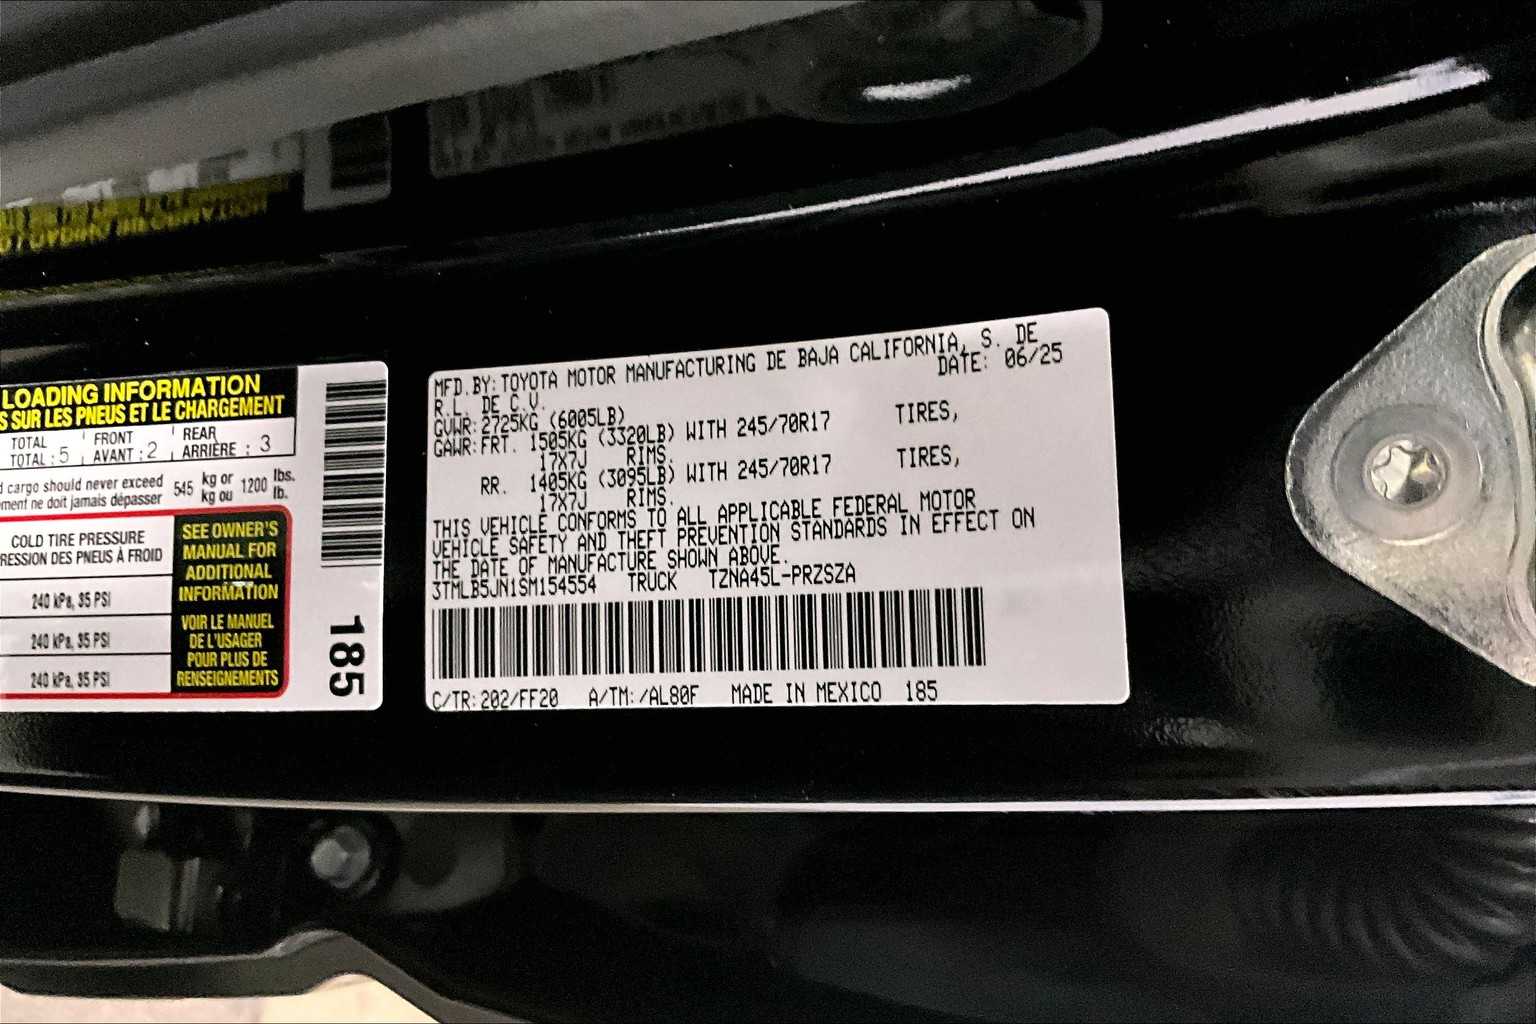 LOADING INFORMATION
S SUR LES PNEUS ET LE CHARGEMENT
TOTAL FRONT REAR
TOTAL : 5 AVANT : 2 ARRIÈRE : 3
d cargo should never exceed 545 kg or 1200 lbs.
ment ne doit jamais dépasser kg ou lb.
COLD TIRE PRESSURE
RESSION DES PNEUS À FROID
240 kPa, 35 PSI
240 kPa, 35 PSI
240 kPa, 35 PSI
SEE OWNER'S
MANUAL FOR
ADDITIONAL
INFORMATION
VOIR LE MANUEL
DE L'USAGER
POUR PLUS DE
RENSEIGNEMENTS
185
MFD. BY: TOYOTA MOTOR MANUFACTURING DE BAJA CALIFORNIA, S. DE
R.L. DE C.V. DATE: 06/25
GVWR: 2725KG (6005LB)
GAWR: FRT. 1505KG (3320LB) WITH 245/70R17 TIRES,
17X7J RIMS.
RR. 1405KG (3095LB) WITH 245/70R17 TIRES,
17X7J RIMS.
THIS VEHICLE CONFORMS TO ALL APPLICABLE FEDERAL MOTOR
VEHICLE SAFETY AND THEFT PREVENTION STANDARDS IN EFFECT ON
THE DATE OF MANUFACTURE SHOWN ABOVE.
3TMLB5JN1SM154554 TRUCK TZNA45L-PRZSZA
C/TR: 202/FF20 A/TM: /AL80F MADE IN MEXICO 185